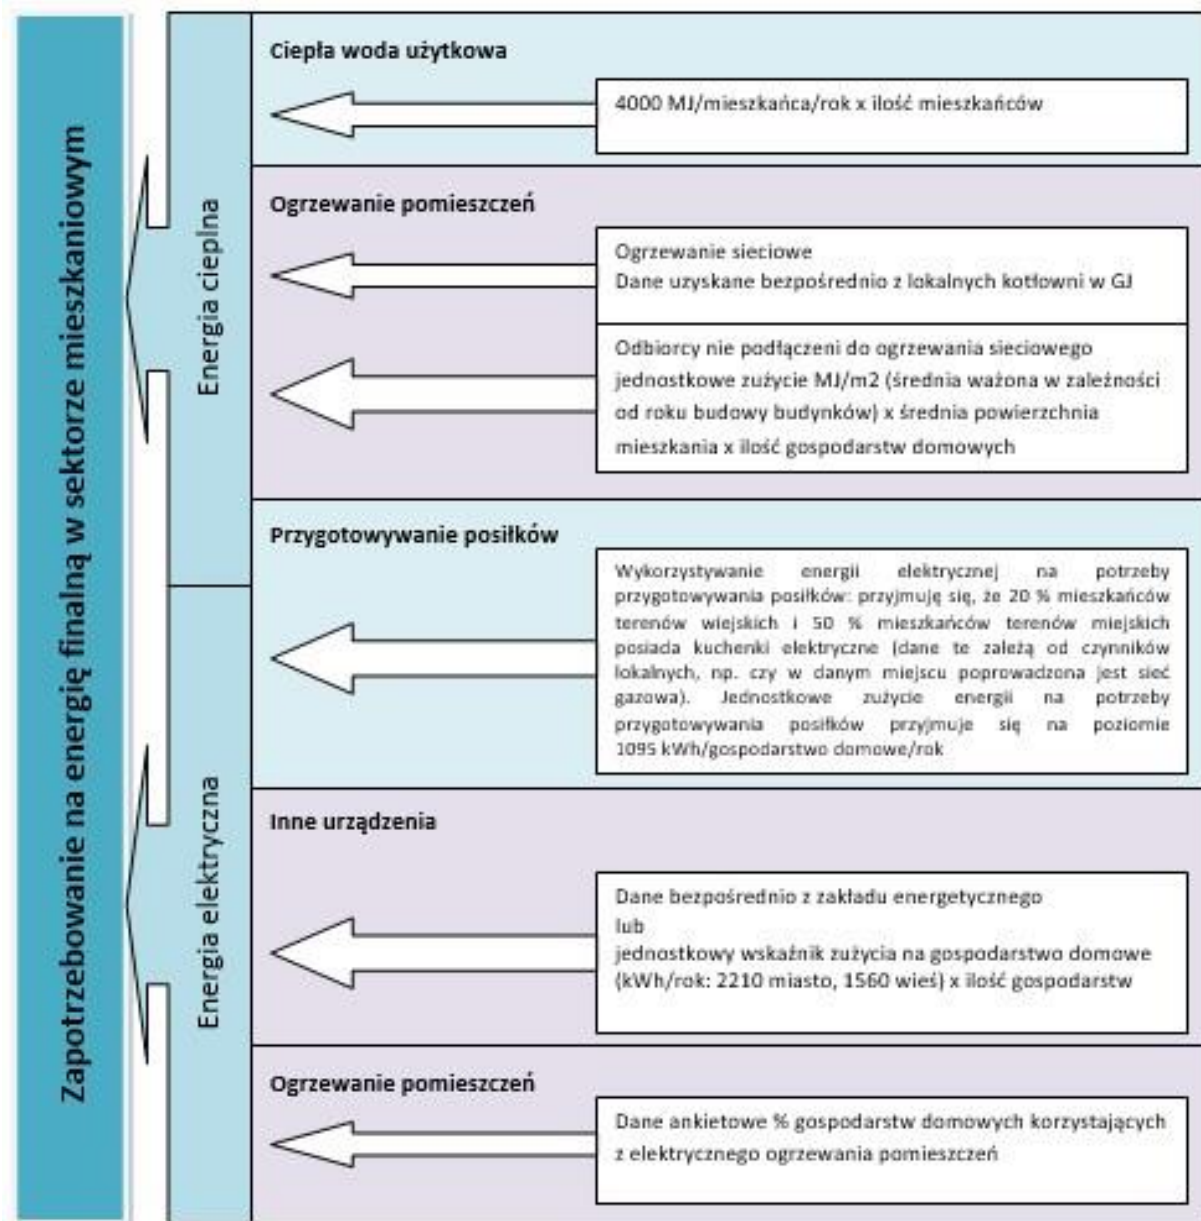 Zapotrzebowanie na energię finalną w sektorze mieszkaniowym
Energia cieplna
Ciepła woda użytkowa
4000 MJ/mieszkańca/rok x ilość mieszkańców
Ogrzewanie pomieszczeń
Ogrzewanie sieciowe
Dane uzyskane bezpośrednio z lokalnych kotłowni w GJ
Odbiorcy nie podłączeni do ogrzewania sieciowego
jednostkowe zużycie MJ/m2 (średnia ważona w zależności
od roku budowy budynków) x średnia powierzchnia
mieszkania x ilość gospodarstw domowych
Przygotowywanie posiłków
Wykorzystywanie energii elektrycznej na potrzeby
przygotowywania posiłków: przyjmuję się, że 20 % mieszkańców
terenów wiejskich i 50 % mieszkańców terenów miejskich
posiada kuchenki elektryczne (dane te zależą od czynników
lokalnych, np. czy w danym miejscu poprowadzona jest sieć
gazowa). Jednostkowe zużycie energii na potrzeby
przygotowywania posiłków przyjmuje się na poziomie
1095 kWh/gospodarstwo domowe/rok
Energia elektryczna
Inne urządzenia
Dane bezpośrednio z zakładu energetycznego
lub
jednostkowy wskaźnik zużycia na gospodarstwo domowe
(kWh/rok: 2210 miasto, 1560 wieś) x ilość gospodarstw
Ogrzewanie pomieszczeń
Dane ankietowe % gospodarstw domowych korzystających
z elektrycznego ogrzewania pomieszczeń